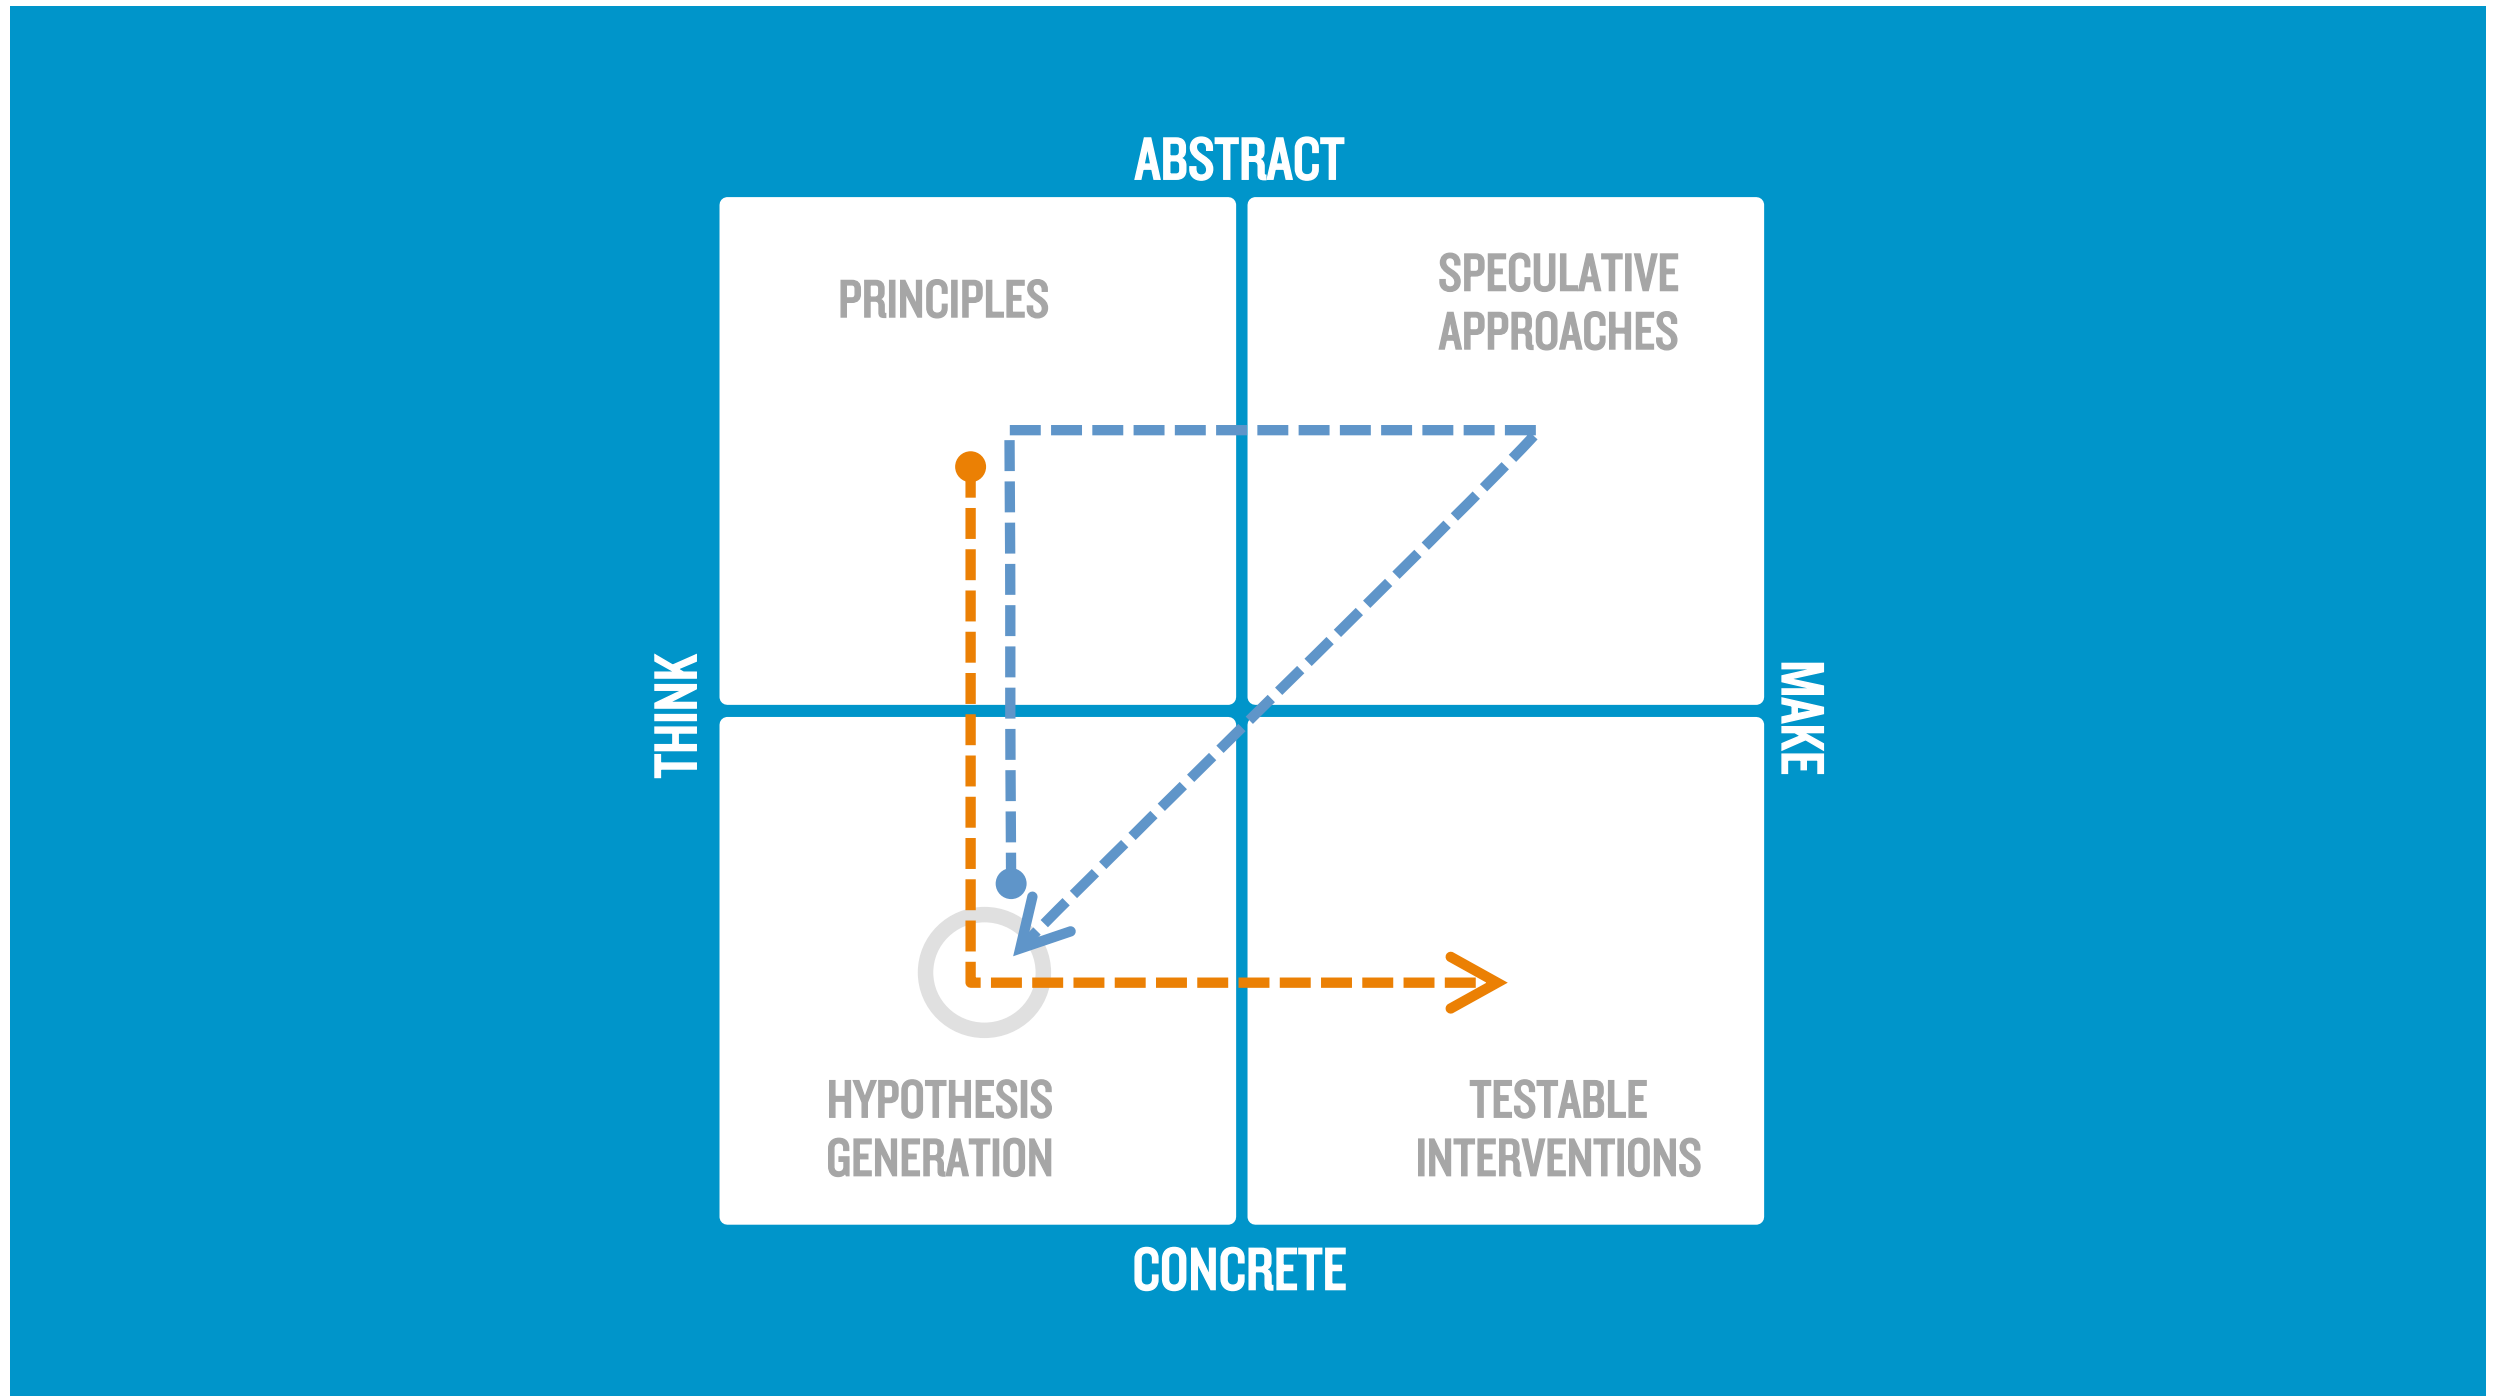 ABSTRACT
PRINCIPLES
SPECULATIVE
APPROACHES
THINK
MAKE
HYPOTHESIS
GENERATION
TESTABLE
INTERVENTIONS
CONCRETE